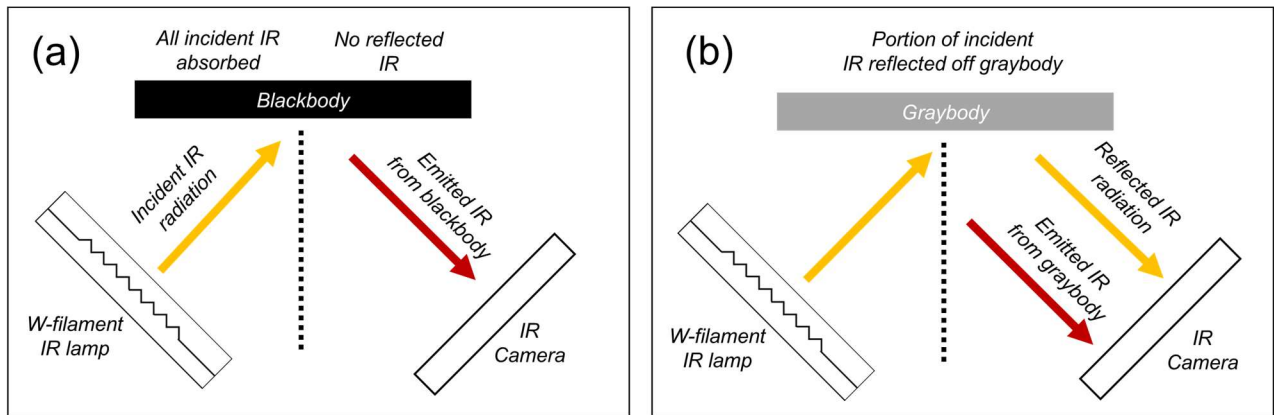 (a)
All incident IR
absorbed
No reflected
IR
Blackbody
Incident IR
radiation
Emitted IR
from blackbody
W-filament
IR lamp
IR
Camera
(b)
Portion of incident
IR reflected off graybody
Graybody
Reflected IR
radiation
Emitted IR
from graybody
W-filament
IR lamp
IR
Camera